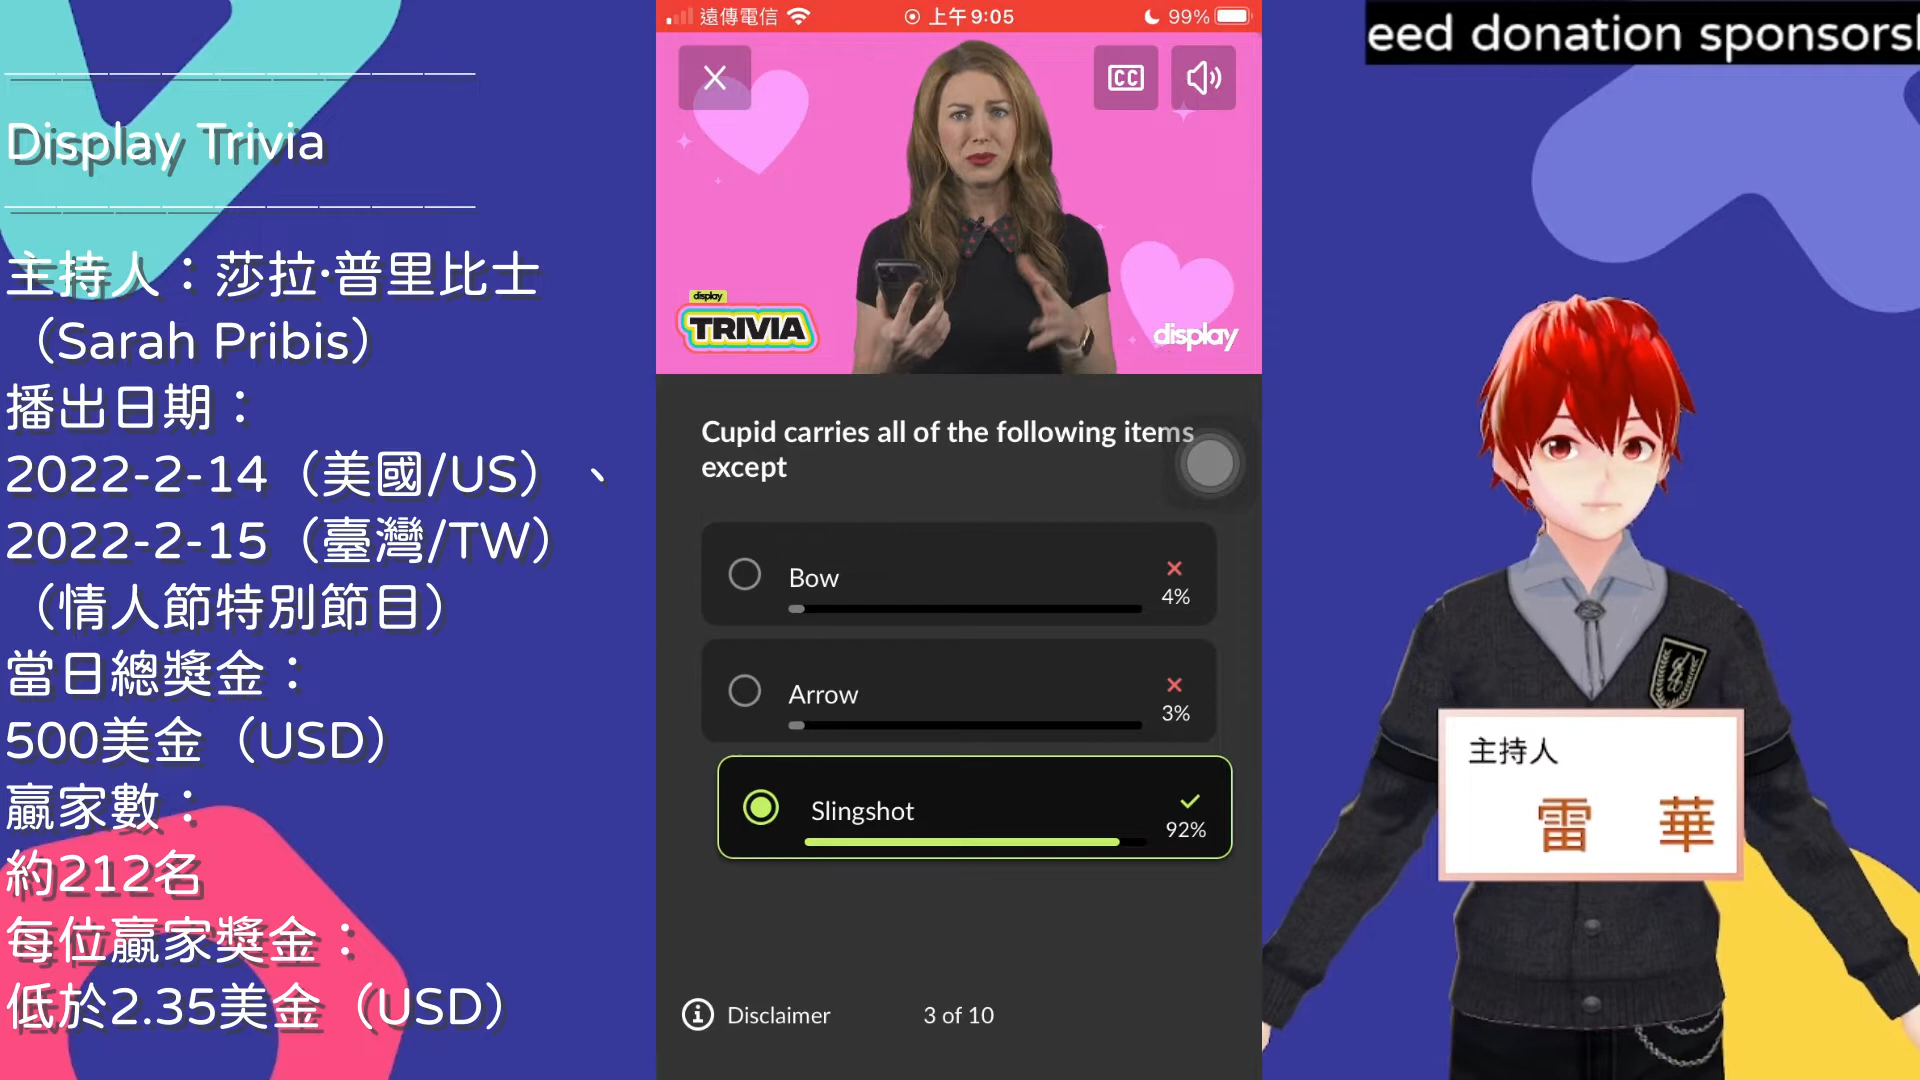 Display Trivia
主持人：莎拉·普里比士
（Sarah Pribis）
播出日期：
2022-2-14（美國/US）、
2022-2-15（臺灣/TW）
（情人節特別節目）
當日總獎金：
500美金（USD）
贏家數：
約212名
每位贏家獎金：
低於2.35美金（USD）
遠傳電信
上午9:05
99%
CC
display
TRIVIA
display
Cupid carries all of the following items
except
Bow
4%
Arrow
3%
Slingshot
92%
Disclaimer
3 of 10
eed donation sponsors
主持人
雷 華